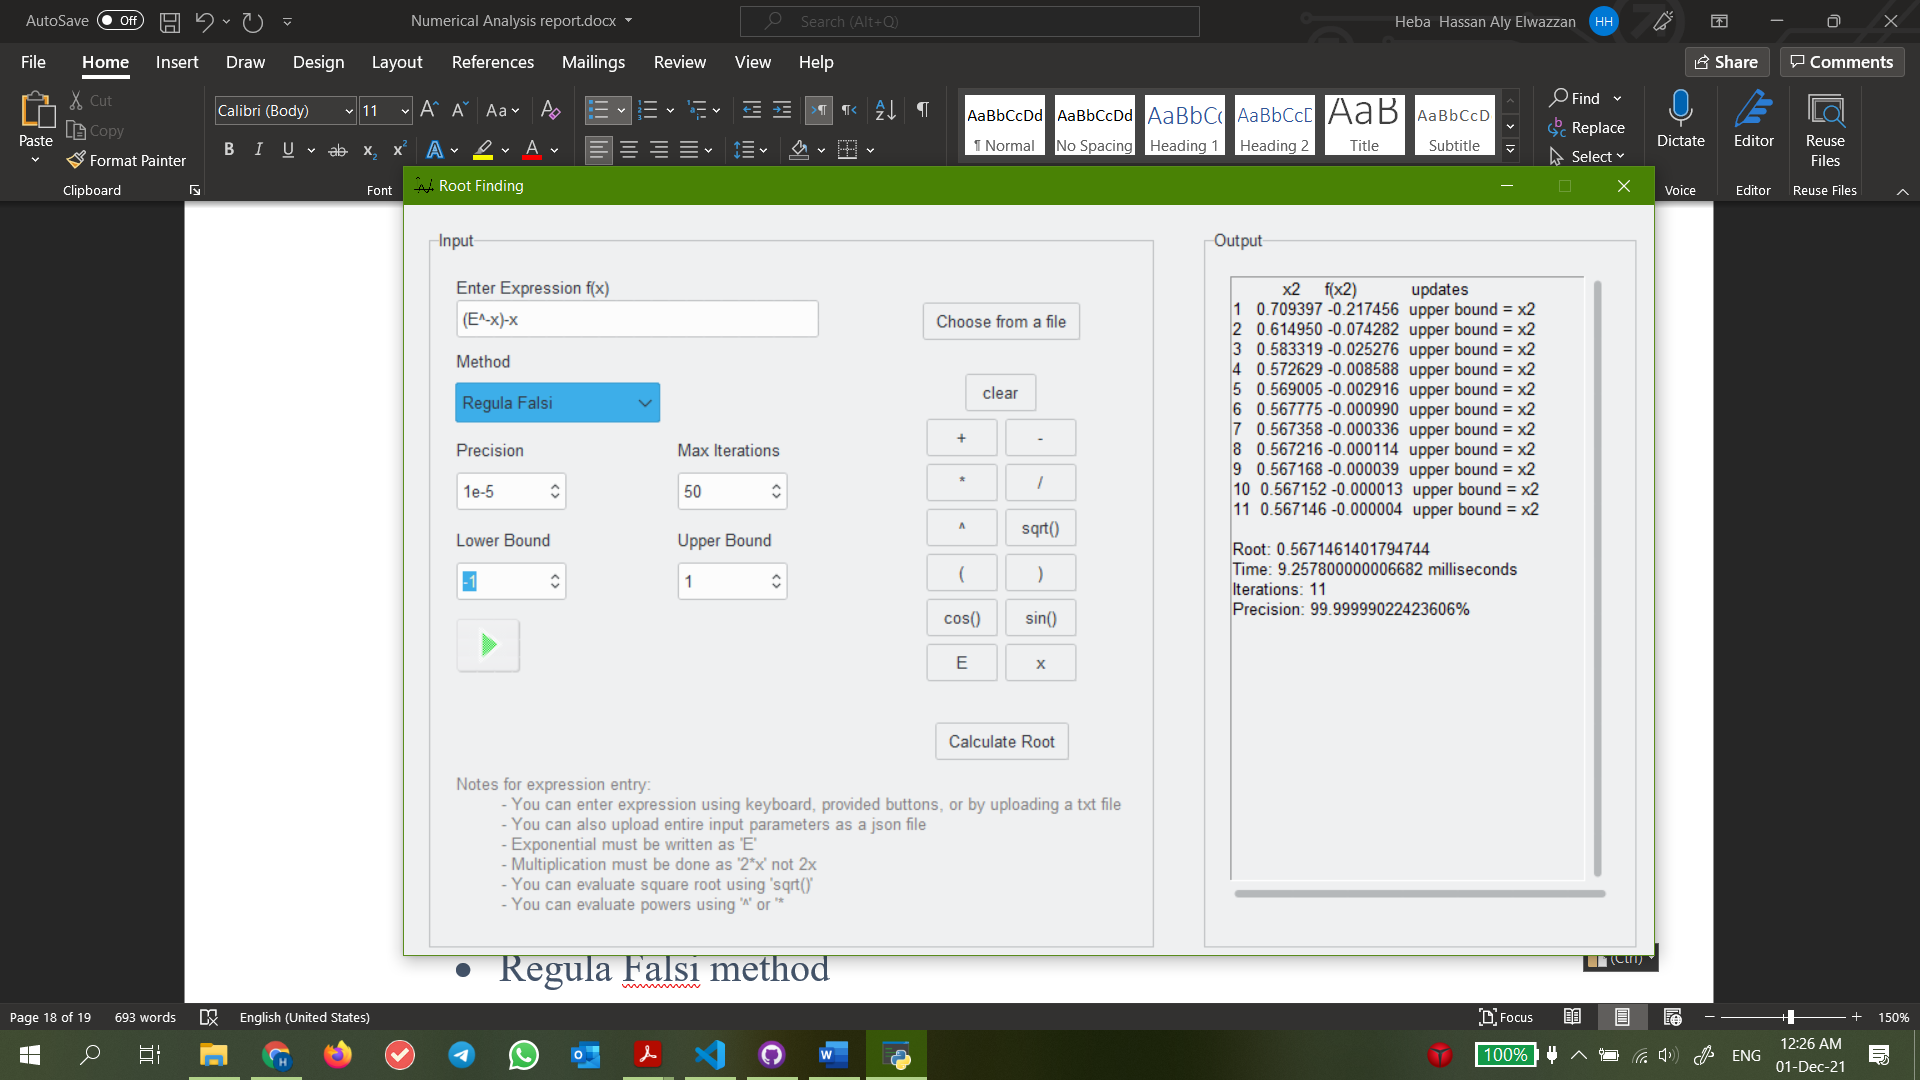 AutoSave Off Numerical Analysis report.docx Search (Alt+Q) Heba Hassan Aly Elwazzan HH
File Home Insert Draw Design Layout References Mailings Review View Help Share Comments
Paste Cut Copy Format Painter
Clipboard
Calibri (Body) 11
Font
AaBbCcDd AaBbCcDd AaBbCc AaBbCcD AaB AaBbCcD
¶ Normal No Spacing Heading 1 Heading 2 Title Subtitle
Find
Replace
Select
Dictate Editor Reuse Files
Voice Editor Reuse Files
Root Finding
Input
Enter Expression f(x)
(E^-x)-x
Choose from a file
Method
Regula Falsi
clear
+ -
Precision Max Iterations
1e-5 50
* /
^ sqrt()
Lower Bound Upper Bound
-1 1
( )
cos() sin()
E x
Calculate Root
Notes for expression entry:
- You can enter expression using keyboard, provided buttons, or by uploading a txt file
- You can also upload entire input parameters as a json file
- Exponential must be written as 'E'
- Multiplication must be done as '2*x' not 2x
- You can evaluate square root using 'sqrt()'
- You can evaluate powers using '^' or '*
Output
x2 f(x2) updates
1 0.709397 -0.217456 upper bound = x2
2 0.614950 -0.074282 upper bound = x2
3 0.583319 -0.025276 upper bound = x2
4 0.572629 -0.008588 upper bound = x2
5 0.569005 -0.002916 upper bound = x2
6 0.567775 -0.000990 upper bound = x2
7 0.567358 -0.000336 upper bound = x2
8 0.567216 -0.000114 upper bound = x2
9 0.567168 -0.000039 upper bound = x2
10 0.567152 -0.000013 upper bound = x2
11 0.567146 -0.000004 upper bound = x2
Root: 0.5671461401794744
Time: 9.257800000006682 milliseconds
Iterations: 11
Precision: 99.99999022423606%
• Regula Falsi method
(Ctrl)
Page 18 of 19 693 words English (United States) Focus 150%
100% ENG 12:26 AM
01-Dec-21